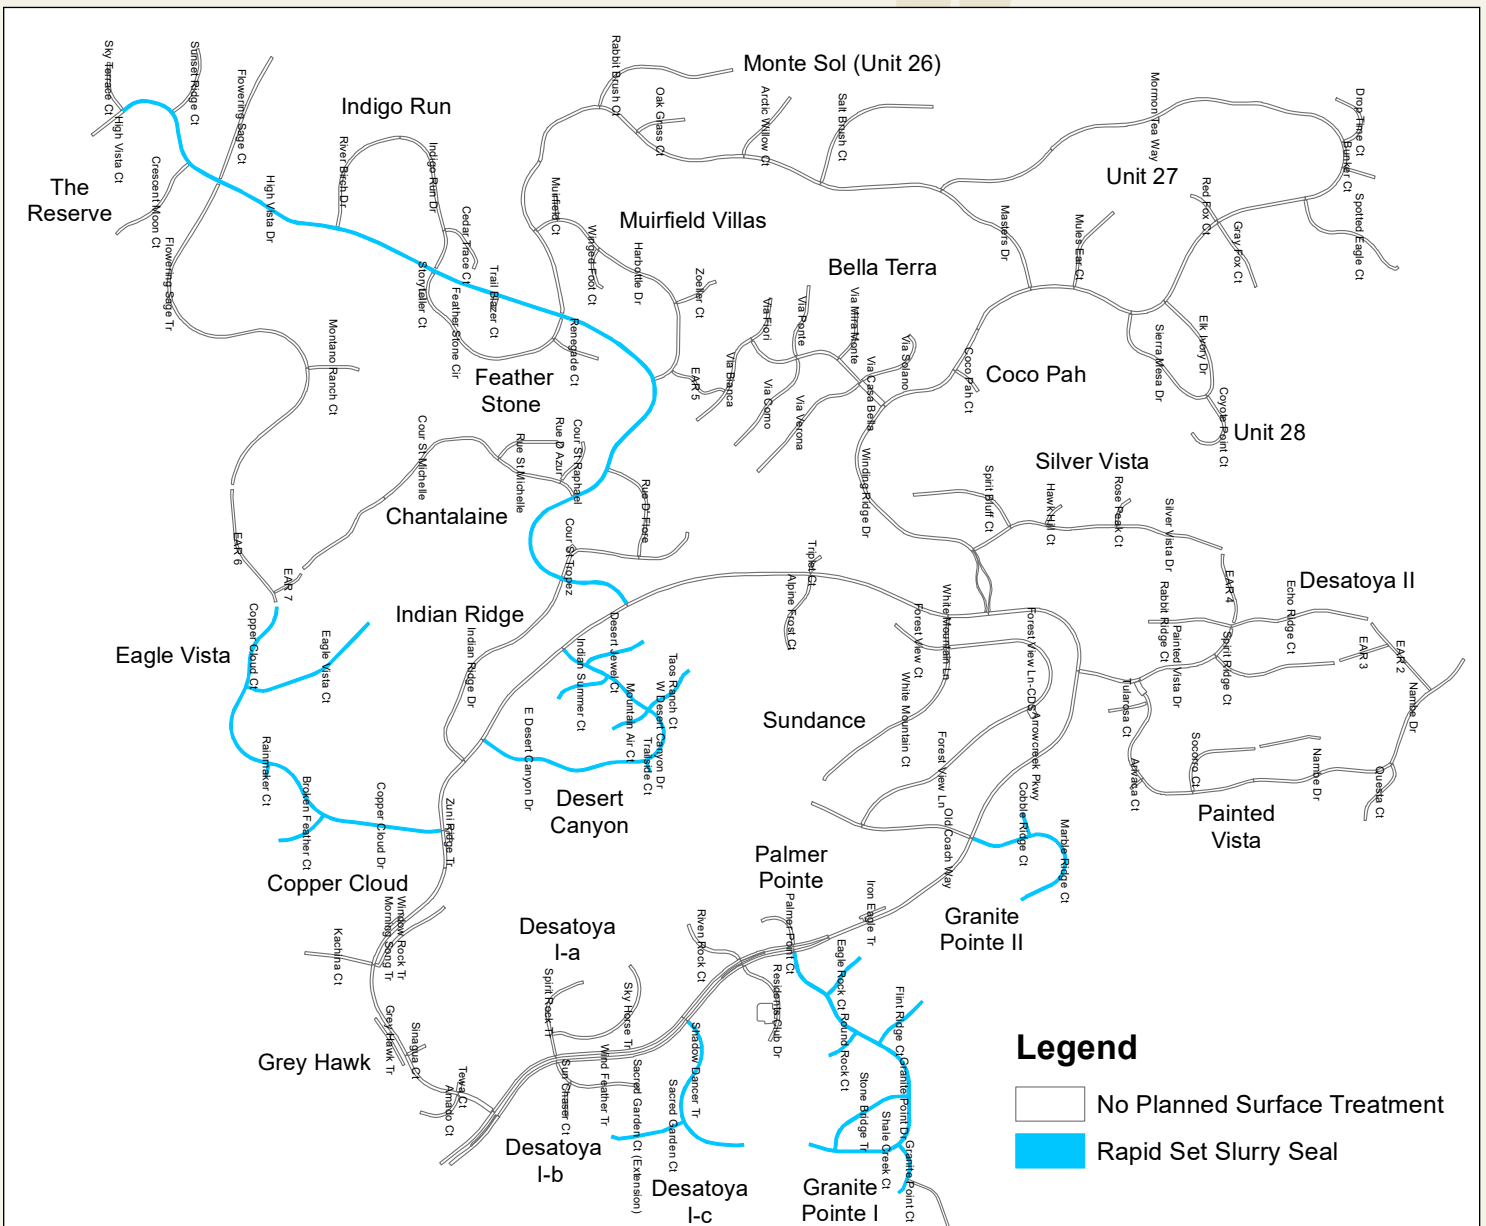 Sky Terrace Ct
Sunset Ridge Ct
Flowering Sage Ct
High Vista Ct
Crescent Moon Ct
The
Reserve
High Vista Dr
Flowering Sage Tr
Indigo Run
River Birch Dr
Indigo Run Dr
Cedar Trace Ct
Storyteller Ct
Feather Stone Cir
Trail Blazer Ct
Renegade Ct
Feather
Stone
Montano Ranch Ct
Rabbit Brush Ct
Monte Sol (Unit 26)
Oak Grass Ct
Arctic Willow Ct
Salt Brush Ct
Muirfield Ct
Muirfield Villas
Winged Foot Ct
Harbottle Dr
Zoeller Ct
EAR 5
Bella Terra
Via Fiori
Via Ponte
Via Mira Monte
Via Bianca
Via Como
Via Verona
Via Casa Bella
Via Solano
Winding Ridge Dr
Mormon Tea Way
Unit 27
Drop Tine Ct
Bunker Ct
Spotted Eagle Ct
Red Fox Ct
Gray Fox Ct
Masters Dr
Mules Ear Ct
Coco Pah Ct
Coco Pah
Sierra Mesa Dr
Elk Ivory Dr
Coyote Point Ct
Unit 28
Cour St Michelle
Rue St Michelle
Rue D Azur
Cour St Raphael
Rue D' Flore
Chantalaine
Cour St Tropez
EAR 6
EAR 7
Silver Vista
Spirit Bluff Ct
Hawk Hill Ct
Rose Peak Ct
Silver Vista Dr
EAR 4
Desatoya II
Rabbit Ridge Ct
Echo Ridge Ct
Painted Vista Dr
Spirit Ridge Ct
EAR 3
EAR 2
Nambe Dr
Tularosa Ct
Arivaca Ct
Socorro Ct
Nambe Dr
Questa Ct
Painted
Vista
Triplet Ct
Alpine Frost Ct
White Mountain Ln
Forest View Ct
Forest View Ln-CDS
White Mountain Ct
Sundance
Forest View Ln
Arrowcreek Pkwy
Old Coach Way
Cobble Ridge Ct
Marble Ridge Ct
Granite
Pointe II
Indian Ridge
Indian Ridge Dr
Eagle Vista
Copper Cloud Ct
Eagle Vista Ct
Desert Jewel Ct
Indian Summer Ct
Mountain Air Ct
Taos Ranch Ct
W Desert Canyon Dr
Trailside Ct
E Desert Canyon Dr
Desert
Canyon
Rainmaker Ct
Broken Feather Ct
Copper Cloud Dr
Zuni Ridge Tr
Copper Cloud
Window Rock Tr
Morning Song Tr
Kachina Ct
Grey Hawk
Grey Hawk Tr
Sinagua Ct
Tewa Ct
Amado Ct
Desatoya
I-a
Spirit Rock Tr
Sky Horse Tr
Sun Chaser Ct
Wind Feather Tr
Sacred Garden Ct (Extension)
Sacred Garden Ct
Shadow Dancer Tr
Desatoya
I-b
Desatoya
I-c
Riven Rock Ct
Residents Club Dr
Palmer
Pointe
Palmer Point Ct
Iron Eagle Tr
Eagle Rock Ct
Round Rock Ct
Flint Ridge Ct
Granite Point Dr
Stone Bridge Tr
Shale Creek Ct
Granite Point Ct
Granite
Pointe I
Legend
No Planned Surface Treatment
Rapid Set Slurry Seal